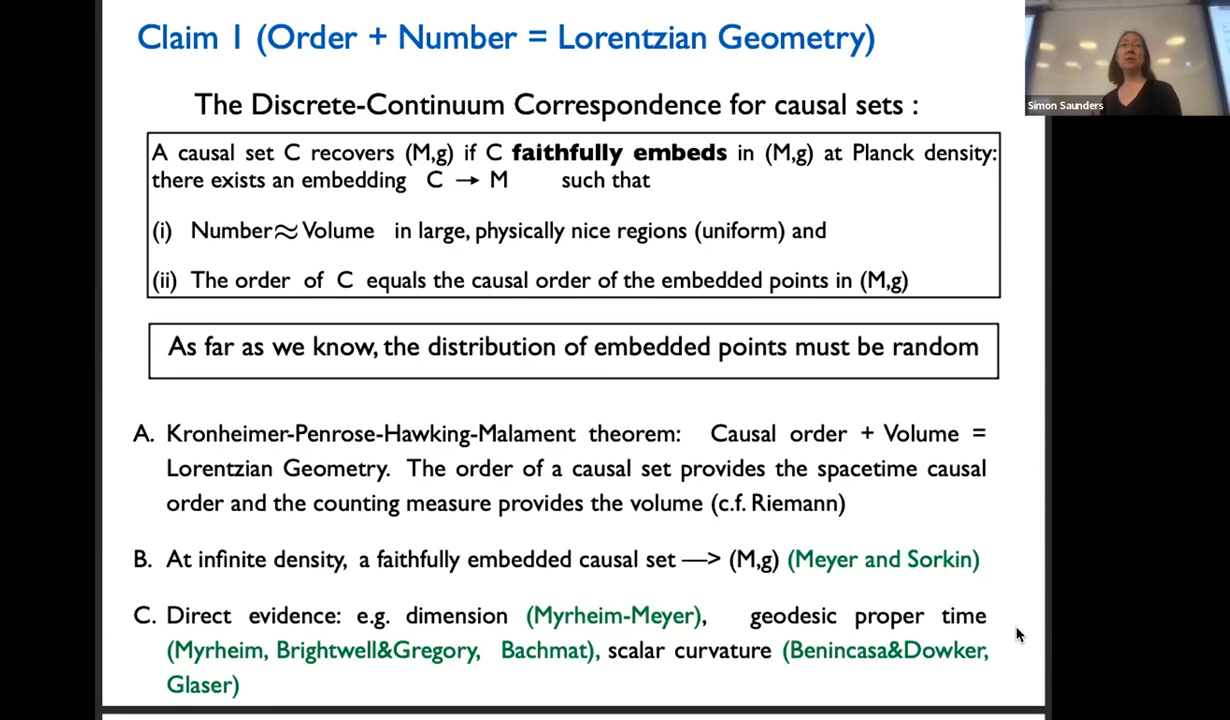 Claim 1 (Order + Number = Lorentzian Geometry)
Simon Saunders
The Discrete-Continuum Correspondence for causal sets :
A causal set C recovers (M,g) if C faithfully embeds in (M,g) at Planck density:
there exists an embedding C → M such that
(i) Number≈Volume in large, physically nice regions (uniform) and
(ii) The order of C equals the causal order of the embedded points in (M,g)
As far as we know, the distribution of embedded points must be random
A. Kronheimer-Penrose-Hawking-Malament theorem: Causal order + Volume =
Lorentzian Geometry. The order of a causal set provides the spacetime causal
order and the counting measure provides the volume (c.f. Riemann)
B. At infinite density, a faithfully embedded causal set —> (M,g) (Meyer and Sorkin)
C. Direct evidence: e.g. dimension (Myrheim-Meyer), geodesic proper time
(Myrheim, Brightwell&Gregory, Bachmat), scalar curvature (Benincasa&Dowker,
Glaser)